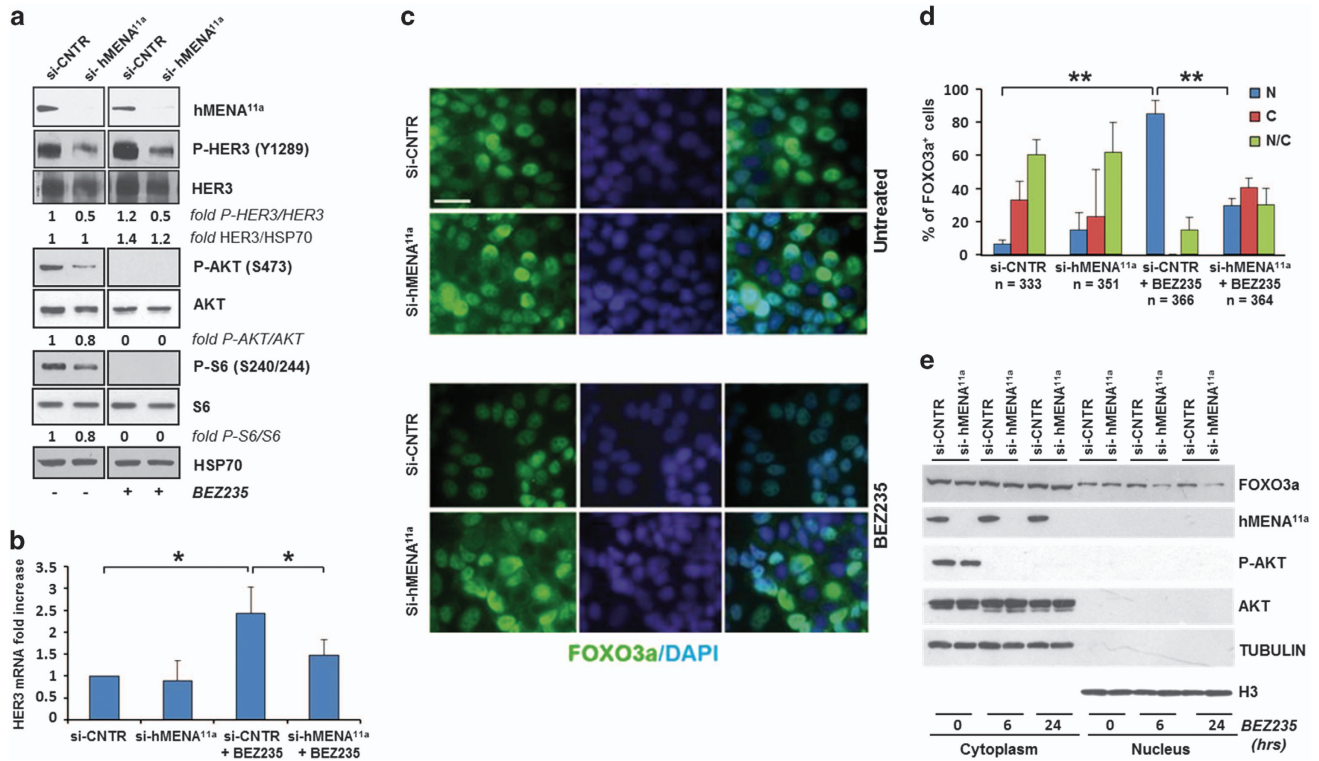 a
si-CNTR
si- hMENA11a
si-CNTR
si- hMENA11a
hMENA11a
P-HER3 (Y1289)
HER3
1 0.5 1.2 0.5 fold P-HER3/HER3
1 1 1.4 1.2 fold HER3/HSP70
P-AKT (S473)
AKT
1 0.8 0 0 fold P-AKT/AKT
P-S6 (S240/244)
S6
1 0.8 0 0 fold P-S6/S6
HSP70
- - + + BEZ235
b
HER3 mRNA fold increase
3.5
3
2.5
2
1.5
1
0.5
0
* *
si-CNTR
si-hMENA11a
si-CNTR
+ BEZ235
si-hMENA11a
+ BEZ235
c
Si-CNTR
Si-hMENA11a
Untreated
Si-CNTR
Si-hMENA11a
BEZ235
FOXO3a/DAPI
d
% of FOXO3a+ cells
100
80
60
40
20
0
** **
N
C
N/C
si-CNTR
n = 333
si-hMENA11a
n = 351
si-CNTR
+ BEZ235
n = 366
si-hMENA11a
+ BEZ235
n = 364
e
si-CNTR
si- hMENA11a
si-CNTR
si- hMENA11a
si-CNTR
si- hMENA11a
si-CNTR
si- hMENA11a
si-CNTR
si- hMENA11a
si-CNTR
si- hMENA11a
FOXO3a
hMENA11a
P-AKT
AKT
TUBULIN
H3
0 6 24 0 6 24 BEZ235
(hrs)
Cytoplasm Nucleus